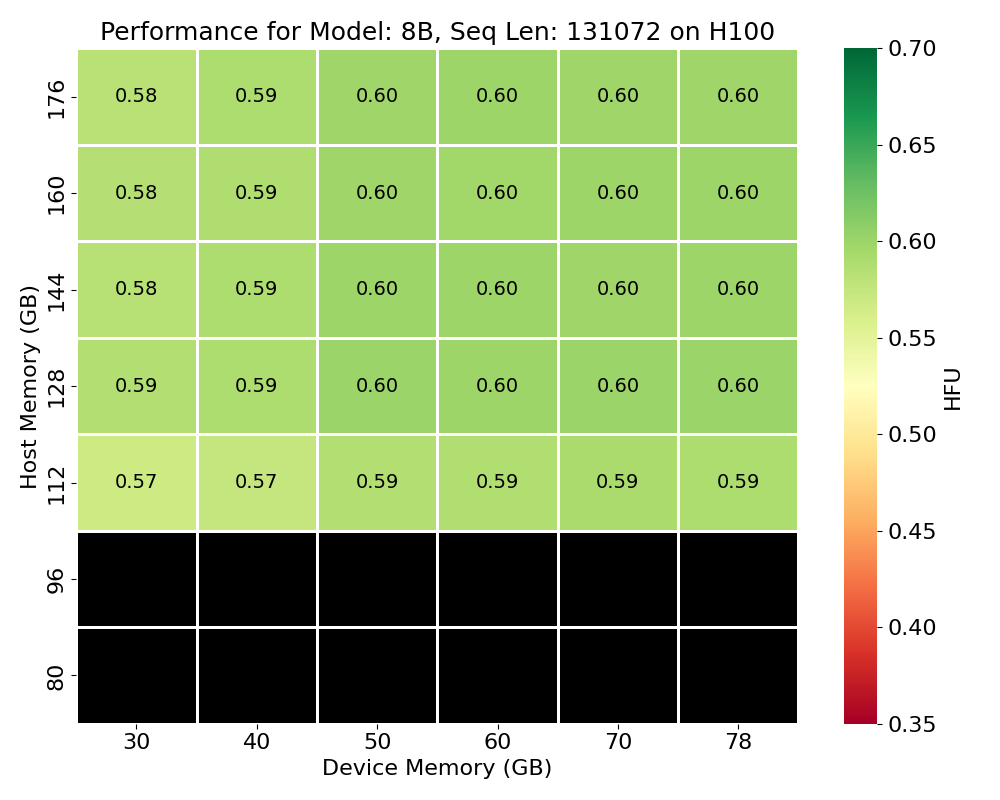 Performance for Model: 8B, Seq Len: 131072 on H100
176 0.58 0.59 0.60 0.60 0.60 0.60
160 0.58 0.59 0.60 0.60 0.60 0.60
144 0.58 0.59 0.60 0.60 0.60 0.60
128 0.59 0.59 0.60 0.60 0.60 0.60
112 0.57 0.57 0.59 0.59 0.59 0.59
96
80
Host Memory (GB)
30 40 50 60 70 78
Device Memory (GB)
0.70
0.65
0.60
0.55
0.50
0.45
0.40
0.35
HFU